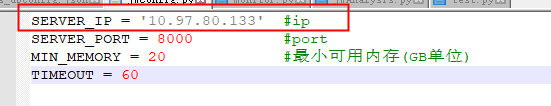 SERVER_IP = '10.97.80.133' #ip
SERVER_PORT = 8000 #port
MIN_MEMORY = 20 #最小可用内存(GB单位)
TIMEOUT = 60